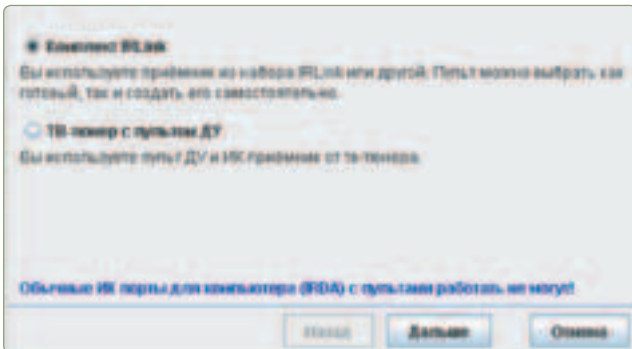 Комплект IRLink
Вы используете приёмник из набора IRLink или другой. Пульт можно выбрать как
готовый, так и создать его самостоятельно.
ТВ-тюнер с пультом ДУ
Вы используете пульт ДУ и ИК приёмник от тв-тюнера.
Обычные ИК порты для компьютера (IRDA) с пультами работать не могут!
Назад Дальше Отмена